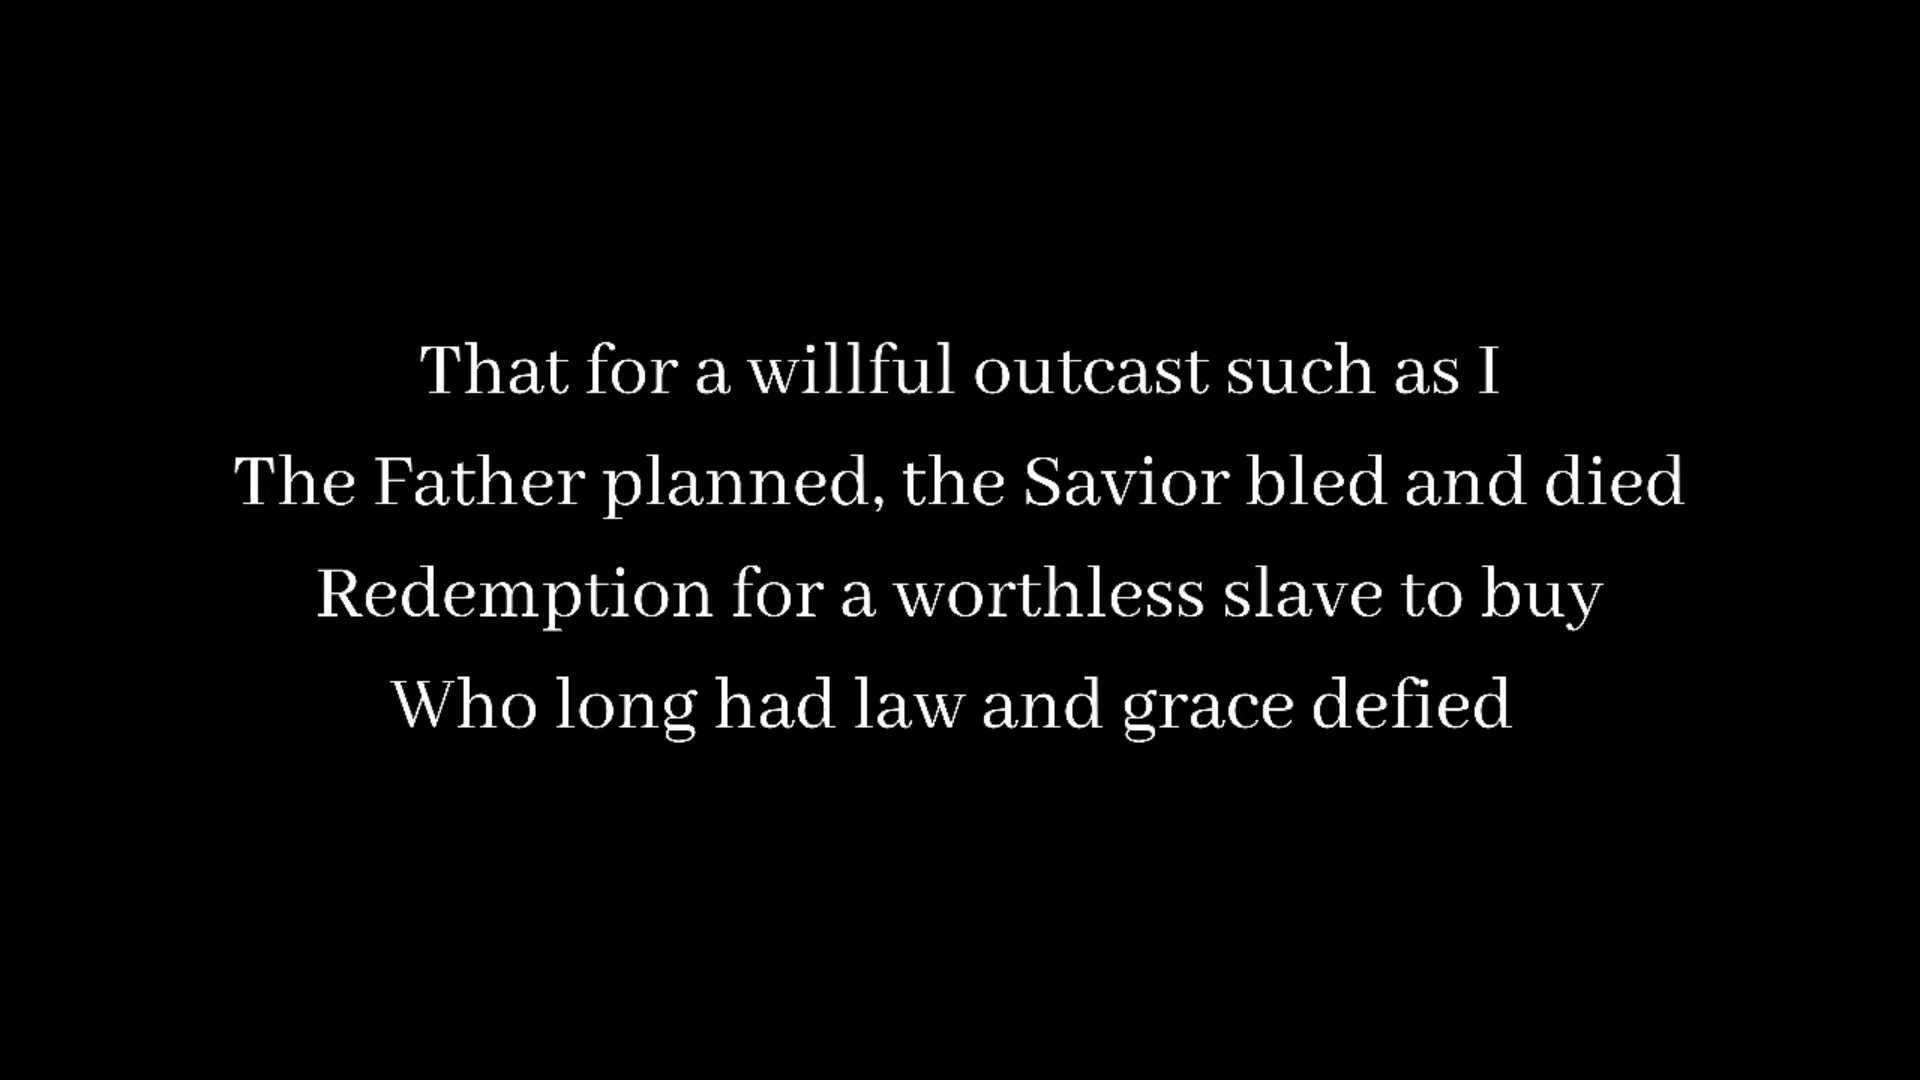 That for a willful outcast such as I
The Father planned, the Savior bled and died
Redemption for a worthless slave to buy
Who long had law and grace defied